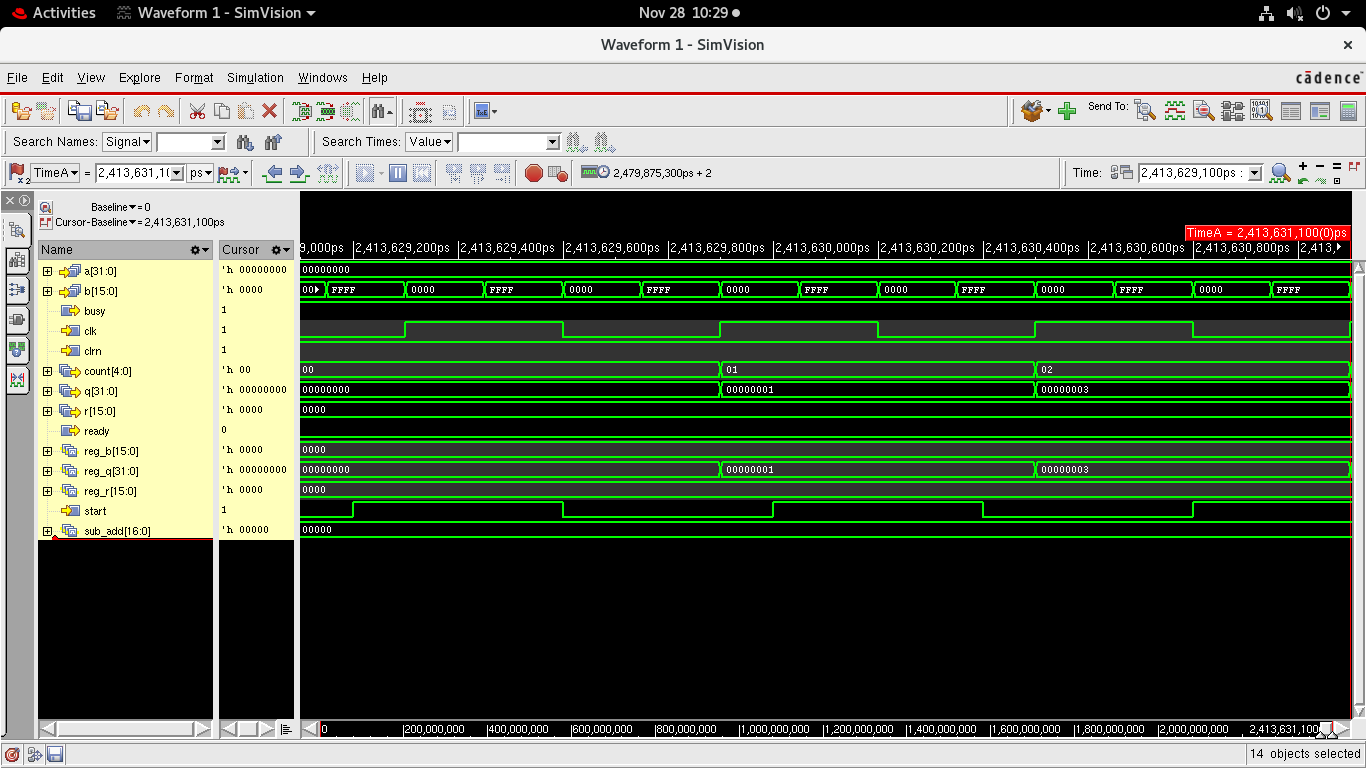 Activities Waveform 1 - SimVision Nov 28 10:29
Waveform 1 - SimVision
File Edit View Explore Format Simulation Windows Help cādence
Send To:
Search Names: Signal Search Times: Value
TimeA = 2,413,631,10 ps 2,479,875,300ps + 2 Time: 2,413,629,100ps :
Baseline = 0
Cursor-Baseline = 2,413,631,100ps
TimeA = 2,413,631,100(0)ps
Name Cursor 9,000ps 2,413,629,200ps 2,413,629,400ps 2,413,629,600ps 2,413,629,800ps 2,413,630,000ps 2,413,630,200ps 2,413,630,400ps 2,413,630,600ps 2,413,630,800ps 2,413,
a[31:0] 'h 00000000 00000000
b[15:0] 'h 0000 00 FFFF 0000 FFFF 0000 FFFF 0000 FFFF 0000 FFFF 0000 FFFF 0000 FFFF
busy 1
clk 1
clrn 1
count[4:0] 'h 00 00 01 02
q[31:0] 'h 00000000 00000000 00000001 00000003
r[15:0] 'h 0000 0000
ready 0
reg_b[15:0] 'h 0000 0000
reg_q[31:0] 'h 00000000 00000000 00000001 00000003
reg_r[15:0] 'h 0000 0000
start 1
sub_add[16:0] 'h 00000 00000
0 200,000,000 400,000,000 600,000,000 800,000,000 1,000,000,000 1,200,000,000 1,400,000,000 1,600,000,000 1,800,000,000 2,000,000,000 2,413,631,100
14 objects selected